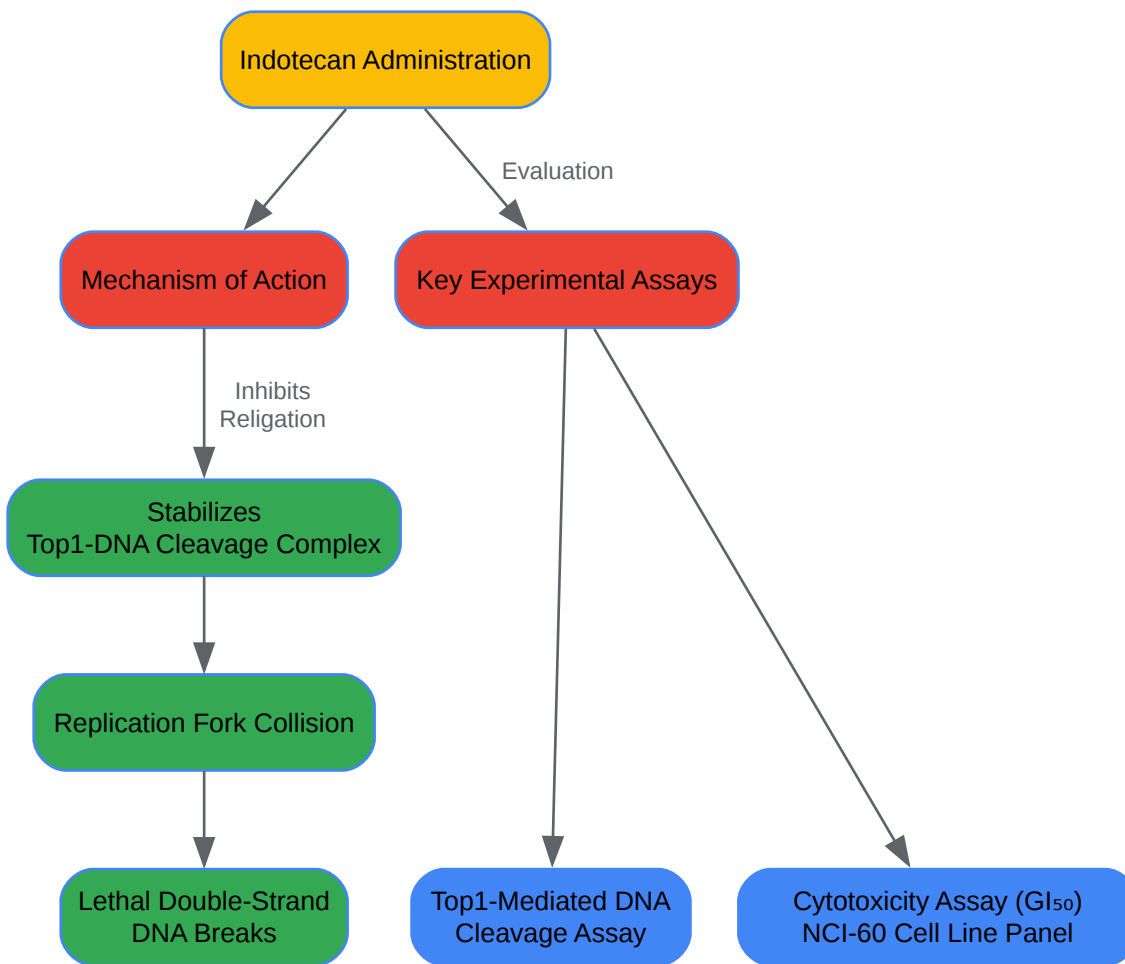 Indotecan Administration
Evaluation
Mechanism of Action
Key Experimental Assays
Inhibits
Religation
Stabilizes
Top1-DNA Cleavage Complex
Replication Fork Collision
Lethal Double-Strand
DNA Breaks
Top1-Mediated DNA
Cleavage Assay
Cytotoxicity Assay (GI₅₀)
NCI-60 Cell Line Panel